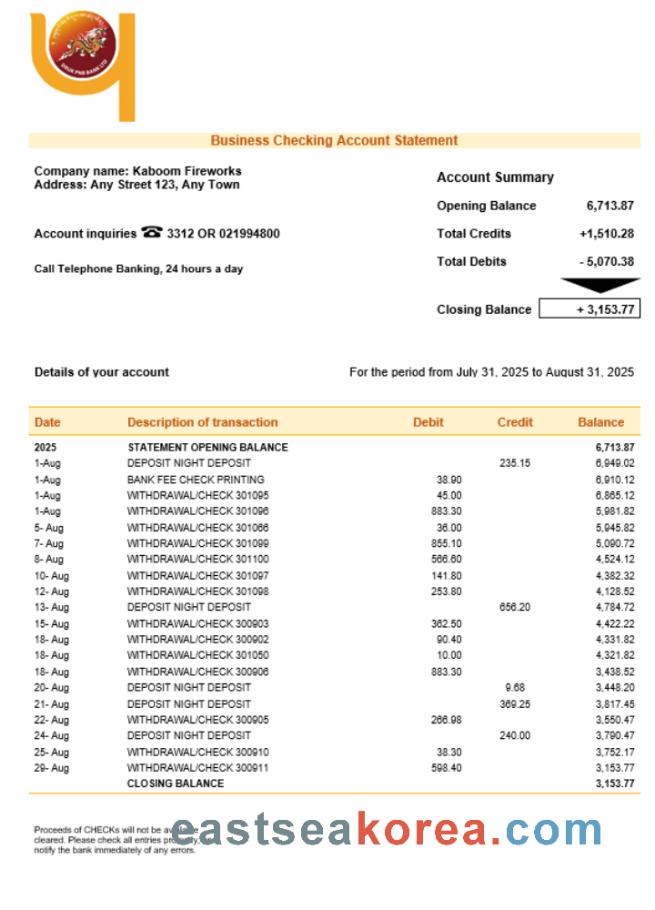 DRUK PNB BANK LTD
Business Checking Account Statement
Company name: Kaboom Fireworks
Address: Any Street 123, Any Town
Account inquiries ☎ 3312 OR 021994800
Call Telephone Banking, 24 hours a day
Account Summary
Opening Balance 6,713.87
Total Credits +1,510.28
Total Debits - 5,070.38
Closing Balance + 3,153.77
Details of your account For the period from July 31, 2025 to August 31, 2025
Date Description of transaction Debit Credit Balance
2025 STATEMENT OPENING BALANCE 6,713.87
1-Aug DEPOSIT NIGHT DEPOSIT 235.15 6,949.02
1-Aug BANK FEE CHECK PRINTING 38.90 6,910.12
1-Aug WITHDRAWAL/CHECK 301095 45.00 6,865.12
1-Aug WITHDRAWAL/CHECK 301096 883.30 5,981.82
5- Aug WITHDRAWAL/CHECK 301066 36.00 5,945.82
7- Aug WITHDRAWAL/CHECK 301099 855.10 5,090.72
8- Aug WITHDRAWAL/CHECK 301100 566.60 4,524.12
10- Aug WITHDRAWAL/CHECK 301097 141.80 4,382.32
12- Aug WITHDRAWAL/CHECK 301098 253.80 4,128.52
13- Aug DEPOSIT NIGHT DEPOSIT 656.20 4,784.72
15- Aug WITHDRAWAL/CHECK 300903 362.50 4,422.22
18- Aug WITHDRAWAL/CHECK 300902 90.40 4,331.82
18- Aug WITHDRAWAL/CHECK 301050 10.00 4,321.82
18- Aug WITHDRAWAL/CHECK 300906 883.30 3,438.52
20- Aug DEPOSIT NIGHT DEPOSIT 9.68 3,448.20
21- Aug DEPOSIT NIGHT DEPOSIT 369.25 3,817.45
22- Aug WITHDRAWAL/CHECK 300905 266.98 3,550.47
24- Aug DEPOSIT NIGHT DEPOSIT 240.00 3,790.47
25- Aug WITHDRAWAL/CHECK 300910 38.30 3,752.17
29- Aug WITHDRAWAL/CHECK 300911 598.40 3,153.77
CLOSING BALANCE 3,153.77
Proceeds of CHECKs will not be
cleared. Please check all entries
notify the bank immediately of any errors.
eastseakorea.com